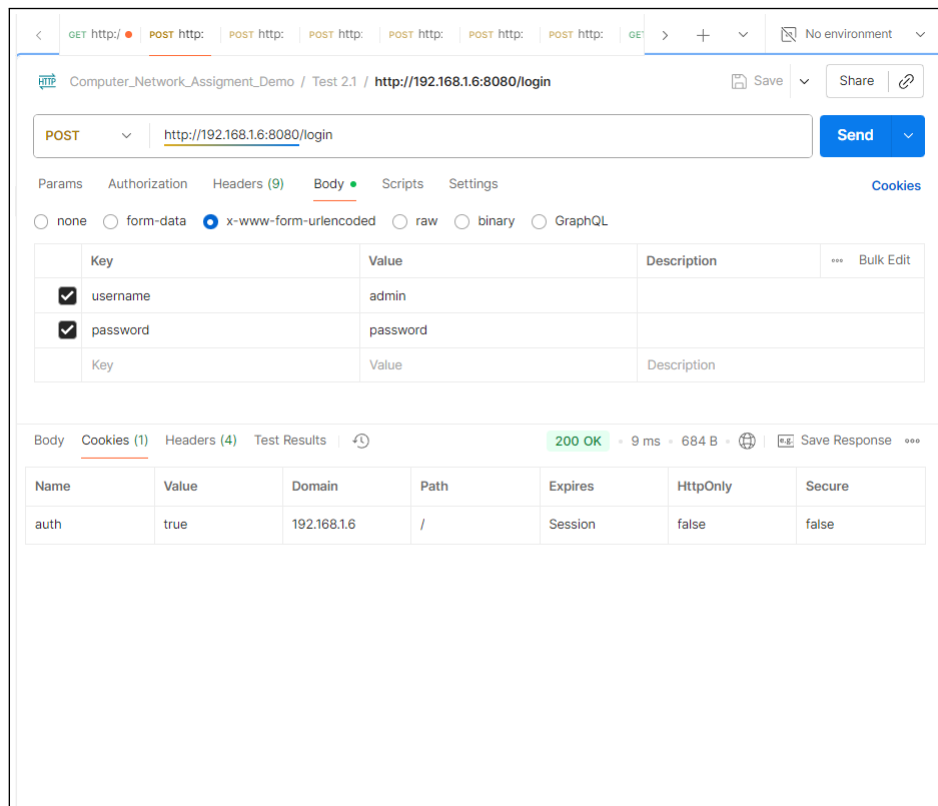 GET http:/ POST http: POST http: POST http: POST http: POST http: POST http: GET No environment
HTTP Computer_Network_Assigment_Demo / Test 2.1 / http://192.168.1.6:8080/login Save Share
POST http://192.168.1.6:8080/login Send
Params Authorization Headers (9) Body Scripts Settings Cookies
none form-data x-www-form-urlencoded raw binary GraphQL
Key Value Description Bulk Edit
username admin
password password
Key Value Description
Body Cookies (1) Headers (4) Test Results 200 OK 9 ms 684 B e.g. Save Response
Name Value Domain Path Expires HttpOnly Secure
auth true 192.168.1.6 / Session false false